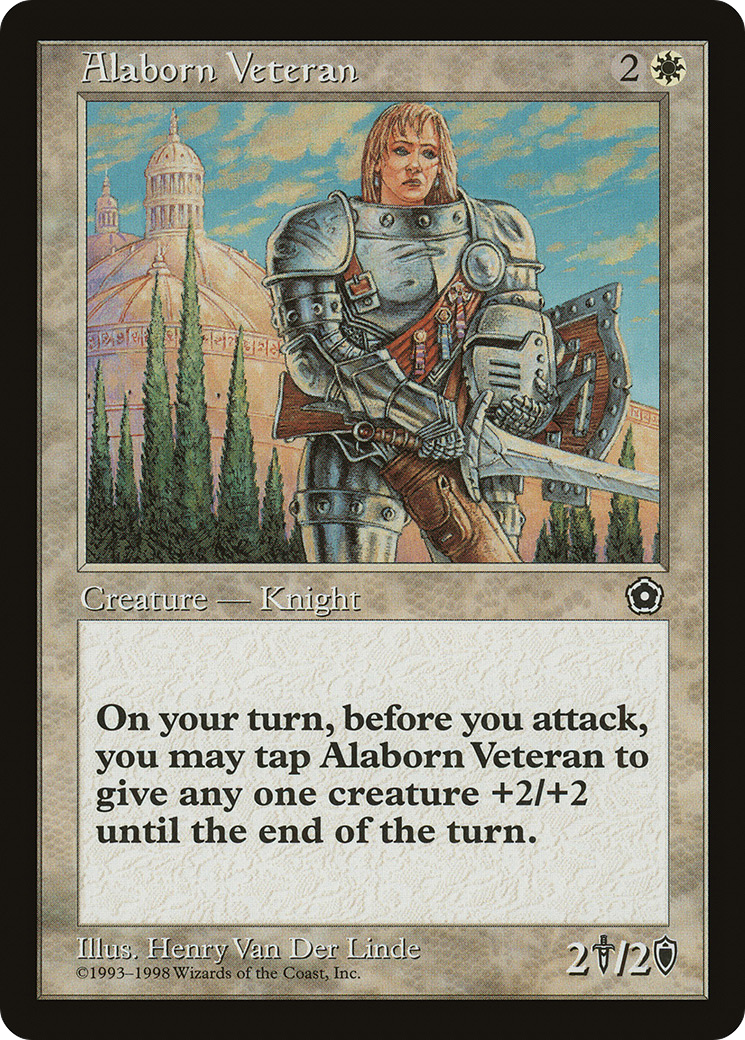 Alaborn Veteran 2
Creature — Knight
On your turn, before you attack,
you may tap Alaborn Veteran to
give any one creature +2/+2
until the end of the turn.
Illus. Henry Van Der Linde
©1993–1998 Wizards of the Coast, Inc.
2/2